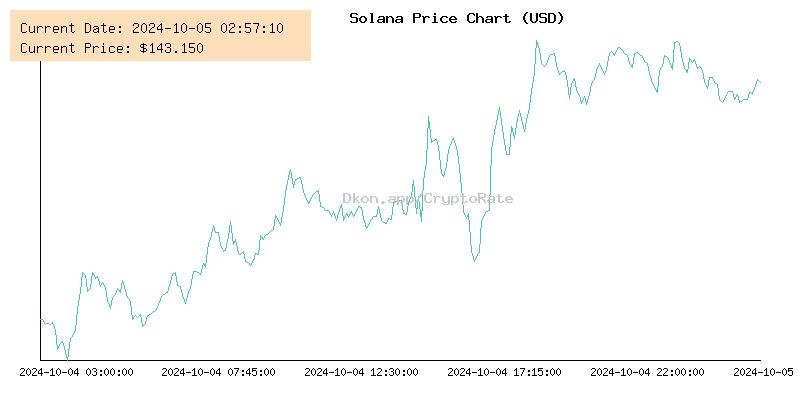 Solana Price Chart (USD)
Current Date: 2024-10-05 02:57:10
Current Price: $143.150
Dkon.app/CryptoRate
2024-10-04 03:00:00 2024-10-04 07:45:00 2024-10-04 12:30:00 2024-10-04 17:15:00 2024-10-04 22:00:00 2024-10-05